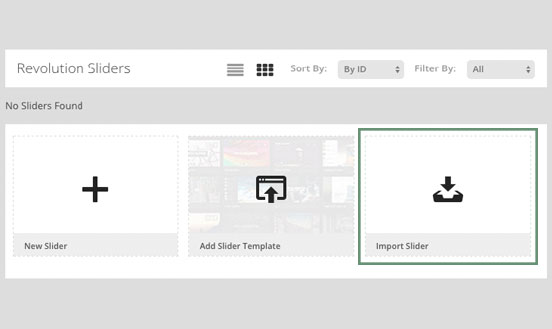 Revolution Sliders
Sort By: By ID Filter By: All
No Sliders Found
New Slider
Add Slider Template
Import Slider